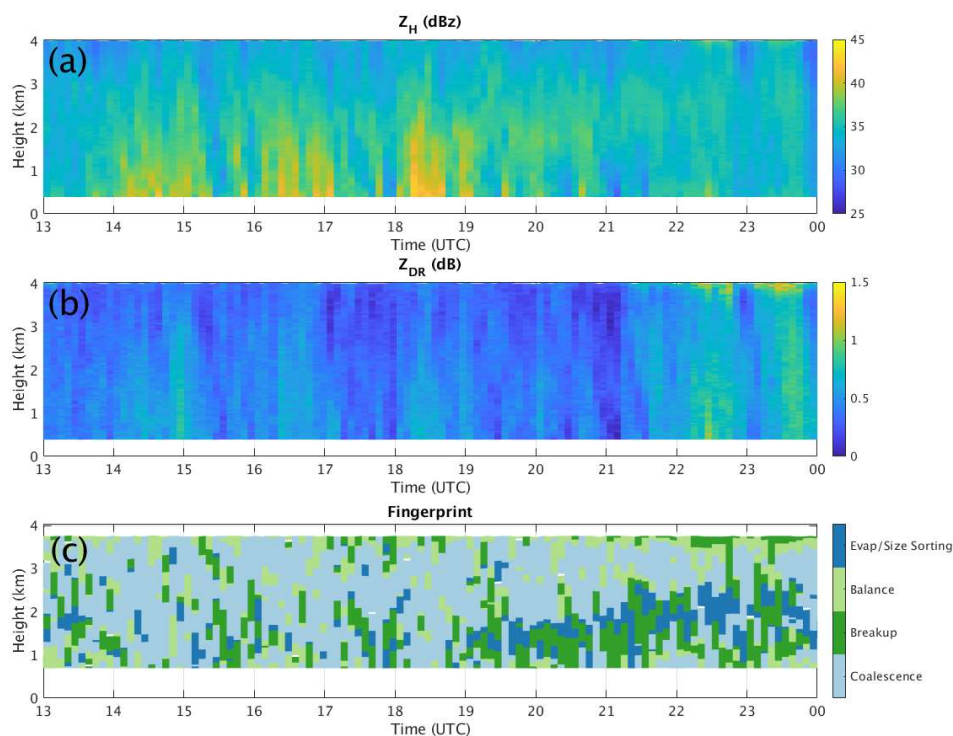 Z_H (dBz)
(a)
Height (km)
4
3
2
1
0
13 14 15 16 17 18 19 20 21 22 23 00
Time (UTC)
45
40
35
30
25
Z_DR (dB)
(b)
Height (km)
4
3
2
1
0
13 14 15 16 17 18 19 20 21 22 23 00
Time (UTC)
1.5
1
0.5
0
Fingerprint
(c)
Height (km)
4
3
2
1
0
13 14 15 16 17 18 19 20 21 22 23 00
Time (UTC)
Evap/Size Sorting
Balance
Breakup
Coalescence